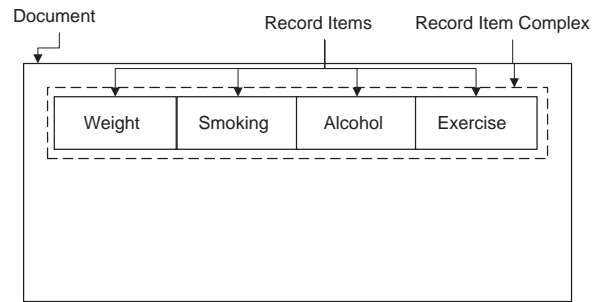 Document
Record Items
Record Item Complex
Weight
Smoking
Alcohol
Exercise